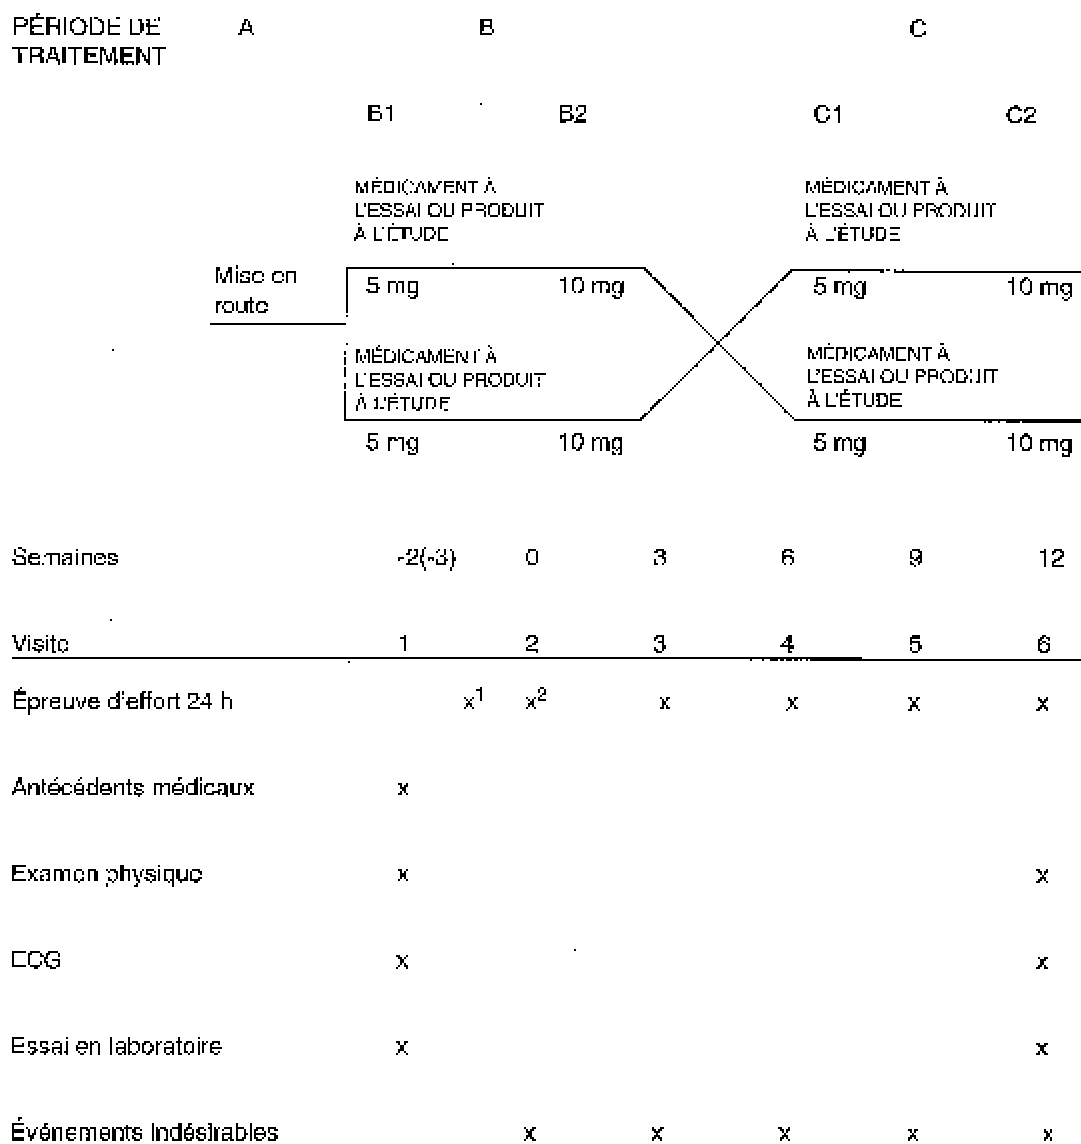 PÉRIODE DE A B C
TRAITEMENT
B1 B2 C1 C2
MÉDICAMENT À MÉDICAMENT À
L'ESSAI OU PRODUIT L'ESSAI OU PRODUIT
À L'ÉTUDE À L'ÉTUDE
Mise en 5 mg 10 mg 5 mg 10 mg
route
MÉDICAMENT À MÉDICAMENT À
L'ESSAI OU PRODUIT L'ESSAI OU PRODUIT
À L'ÉTUDE À L'ÉTUDE
5 mg 10 mg 5 mg 10 mg
Semaines -2(-3) 0 3 6 9 12
Visite 1 2 3 4 5 6
Épreuve d'effort 24 h x¹ x² x x x x
Antécédents médicaux x
Examen physique x x
ECG x x
Essai en laboratoire x x
Événements indésirables x x x x x